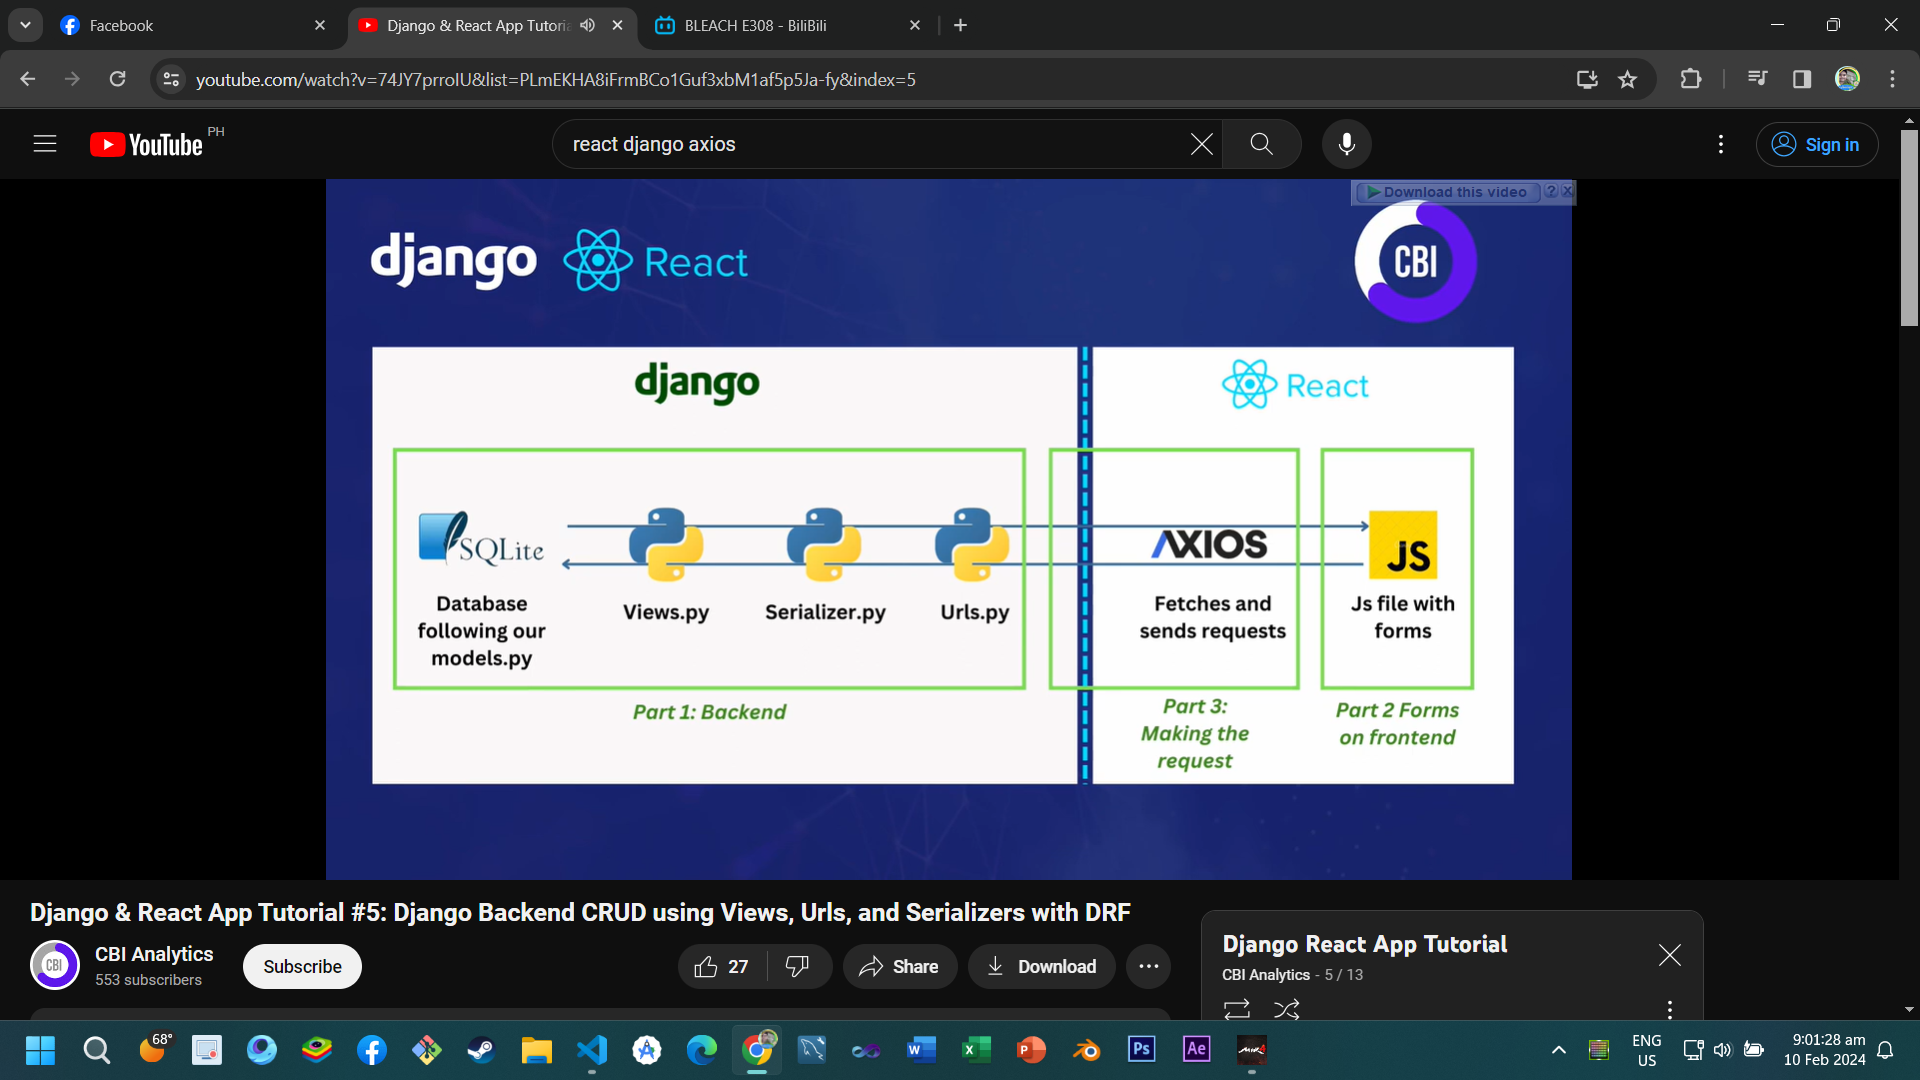 Facebook
Django & React App Tutoria
BLEACH E308 - BiliBili
youtube.com/watch?v=74JY7prroIU&list=PLmEKHA8iFrmBCo1Guf3xbM1af5p5Ja-fy&index=5
YouTube PH
react django axios
Sign in
Download this video ? X
django React
CBI
django
React
SQLite
AXIOS
JS
Database
following our
models.py
Views.py
Serializer.py
Urls.py
Fetches and
sends requests
Js file with
forms
Part 1: Backend
Part 3:
Making the
request
Part 2 Forms
on frontend
Django & React App Tutorial #5: Django Backend CRUD using Views, Urls, and Serializers with DRF
CBI
CBI Analytics
553 subscribers
Subscribe
27
Share
Download
Django React App Tutorial
CBI Analytics - 5 / 13
68°
W
X
P
Ps
Ae
ENG
US
9:01:28 am
10 Feb 2024